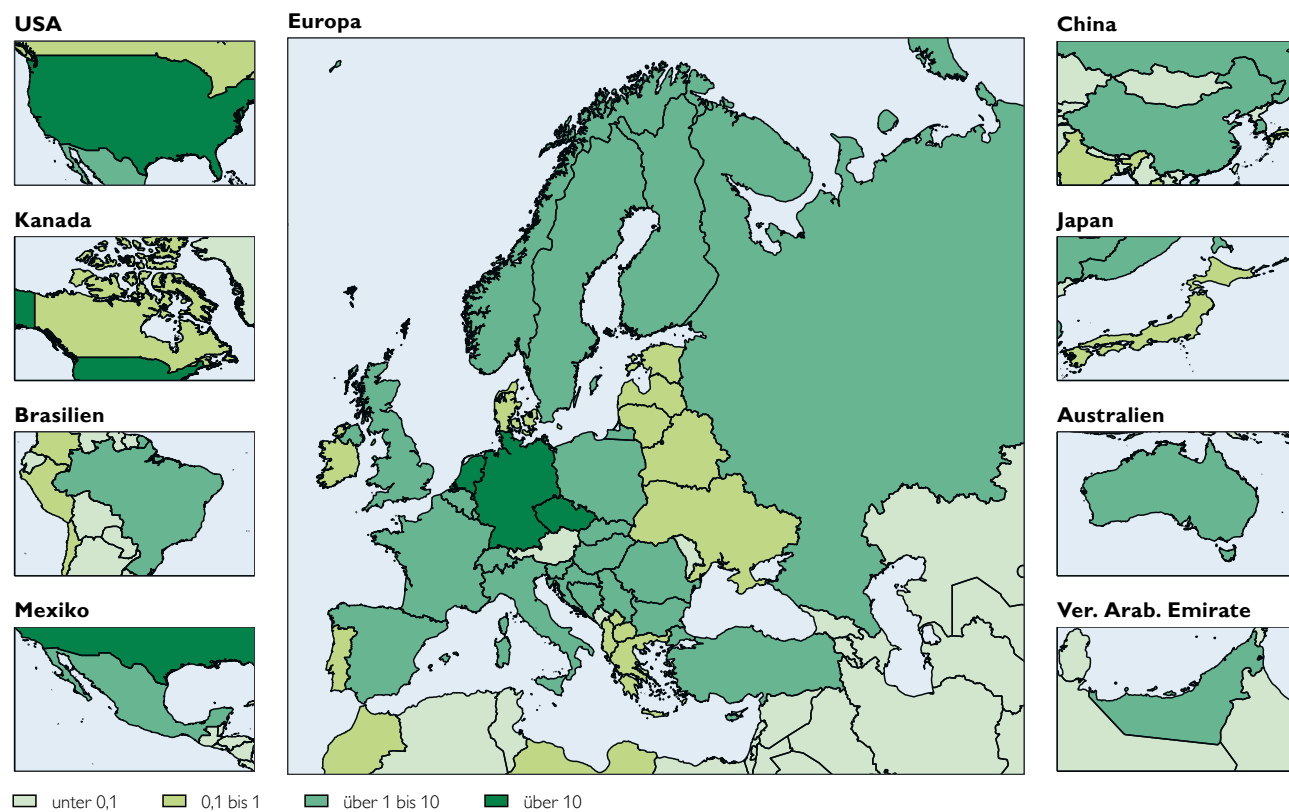 USA
Europa
China
Kanada
Japan
Brasilien
Australien
Mexiko
Ver. Arab. Emirate
unter 0,1
0,1 bis 1
über 1 bis 10
über 10